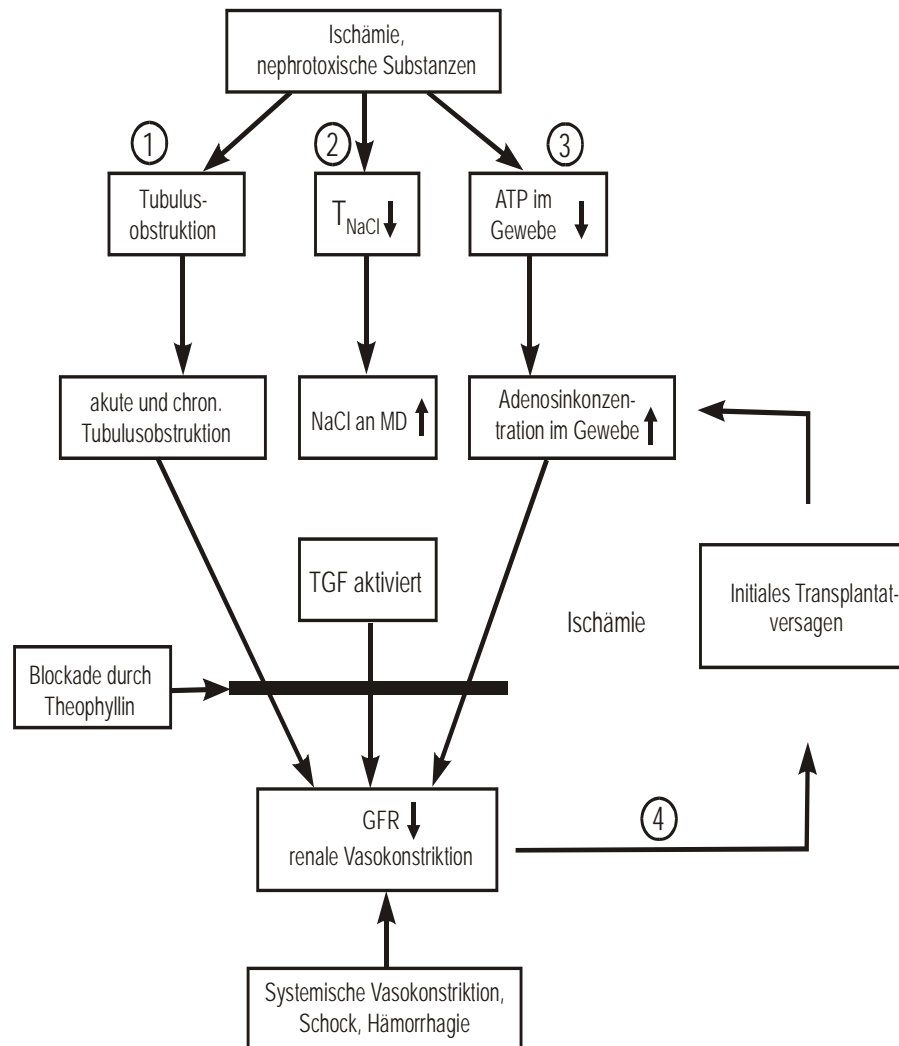 Ischämie,
nephrotoxische Substanzen
1
2
3
Tubulus-
obstruktion
T NaCl
ATP im
Gewebe
akute und chron.
Tubulusobstruktion
NaCl an MD
Adenosinkonzen-
tration im Gewebe
TGF aktiviert
Ischämie
Initiales Transplantat-
versagen
Blockade durch
Theophyllin
GFR
renale Vasokonstriktion
4
Systemische Vasokonstriktion,
Schock, Hämorrhagie